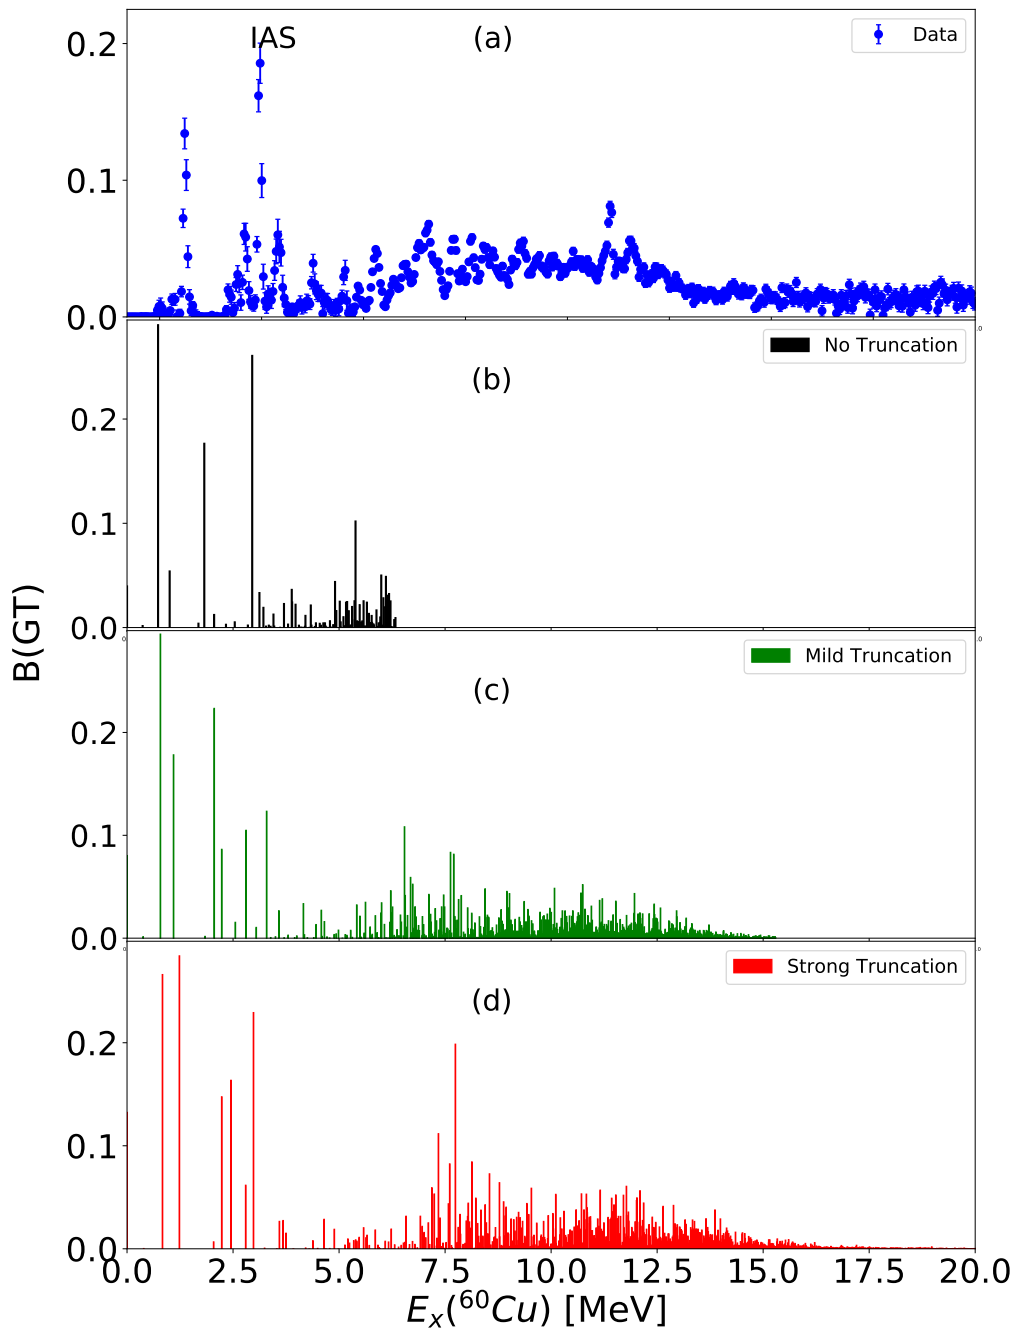 IAS
(a)
Data
0.2
0.1
0.0
No Truncation
(b)
0.2
0.1
0.0
B(GT)
Mild Truncation
(c)
0.2
0.1
0.0
Strong Truncation
(d)
0.2
0.1
0.0
0.0 2.5 5.0 7.5 10.0 12.5 15.0 17.5 20.0
Eₓ(⁶⁰Cu) [MeV]